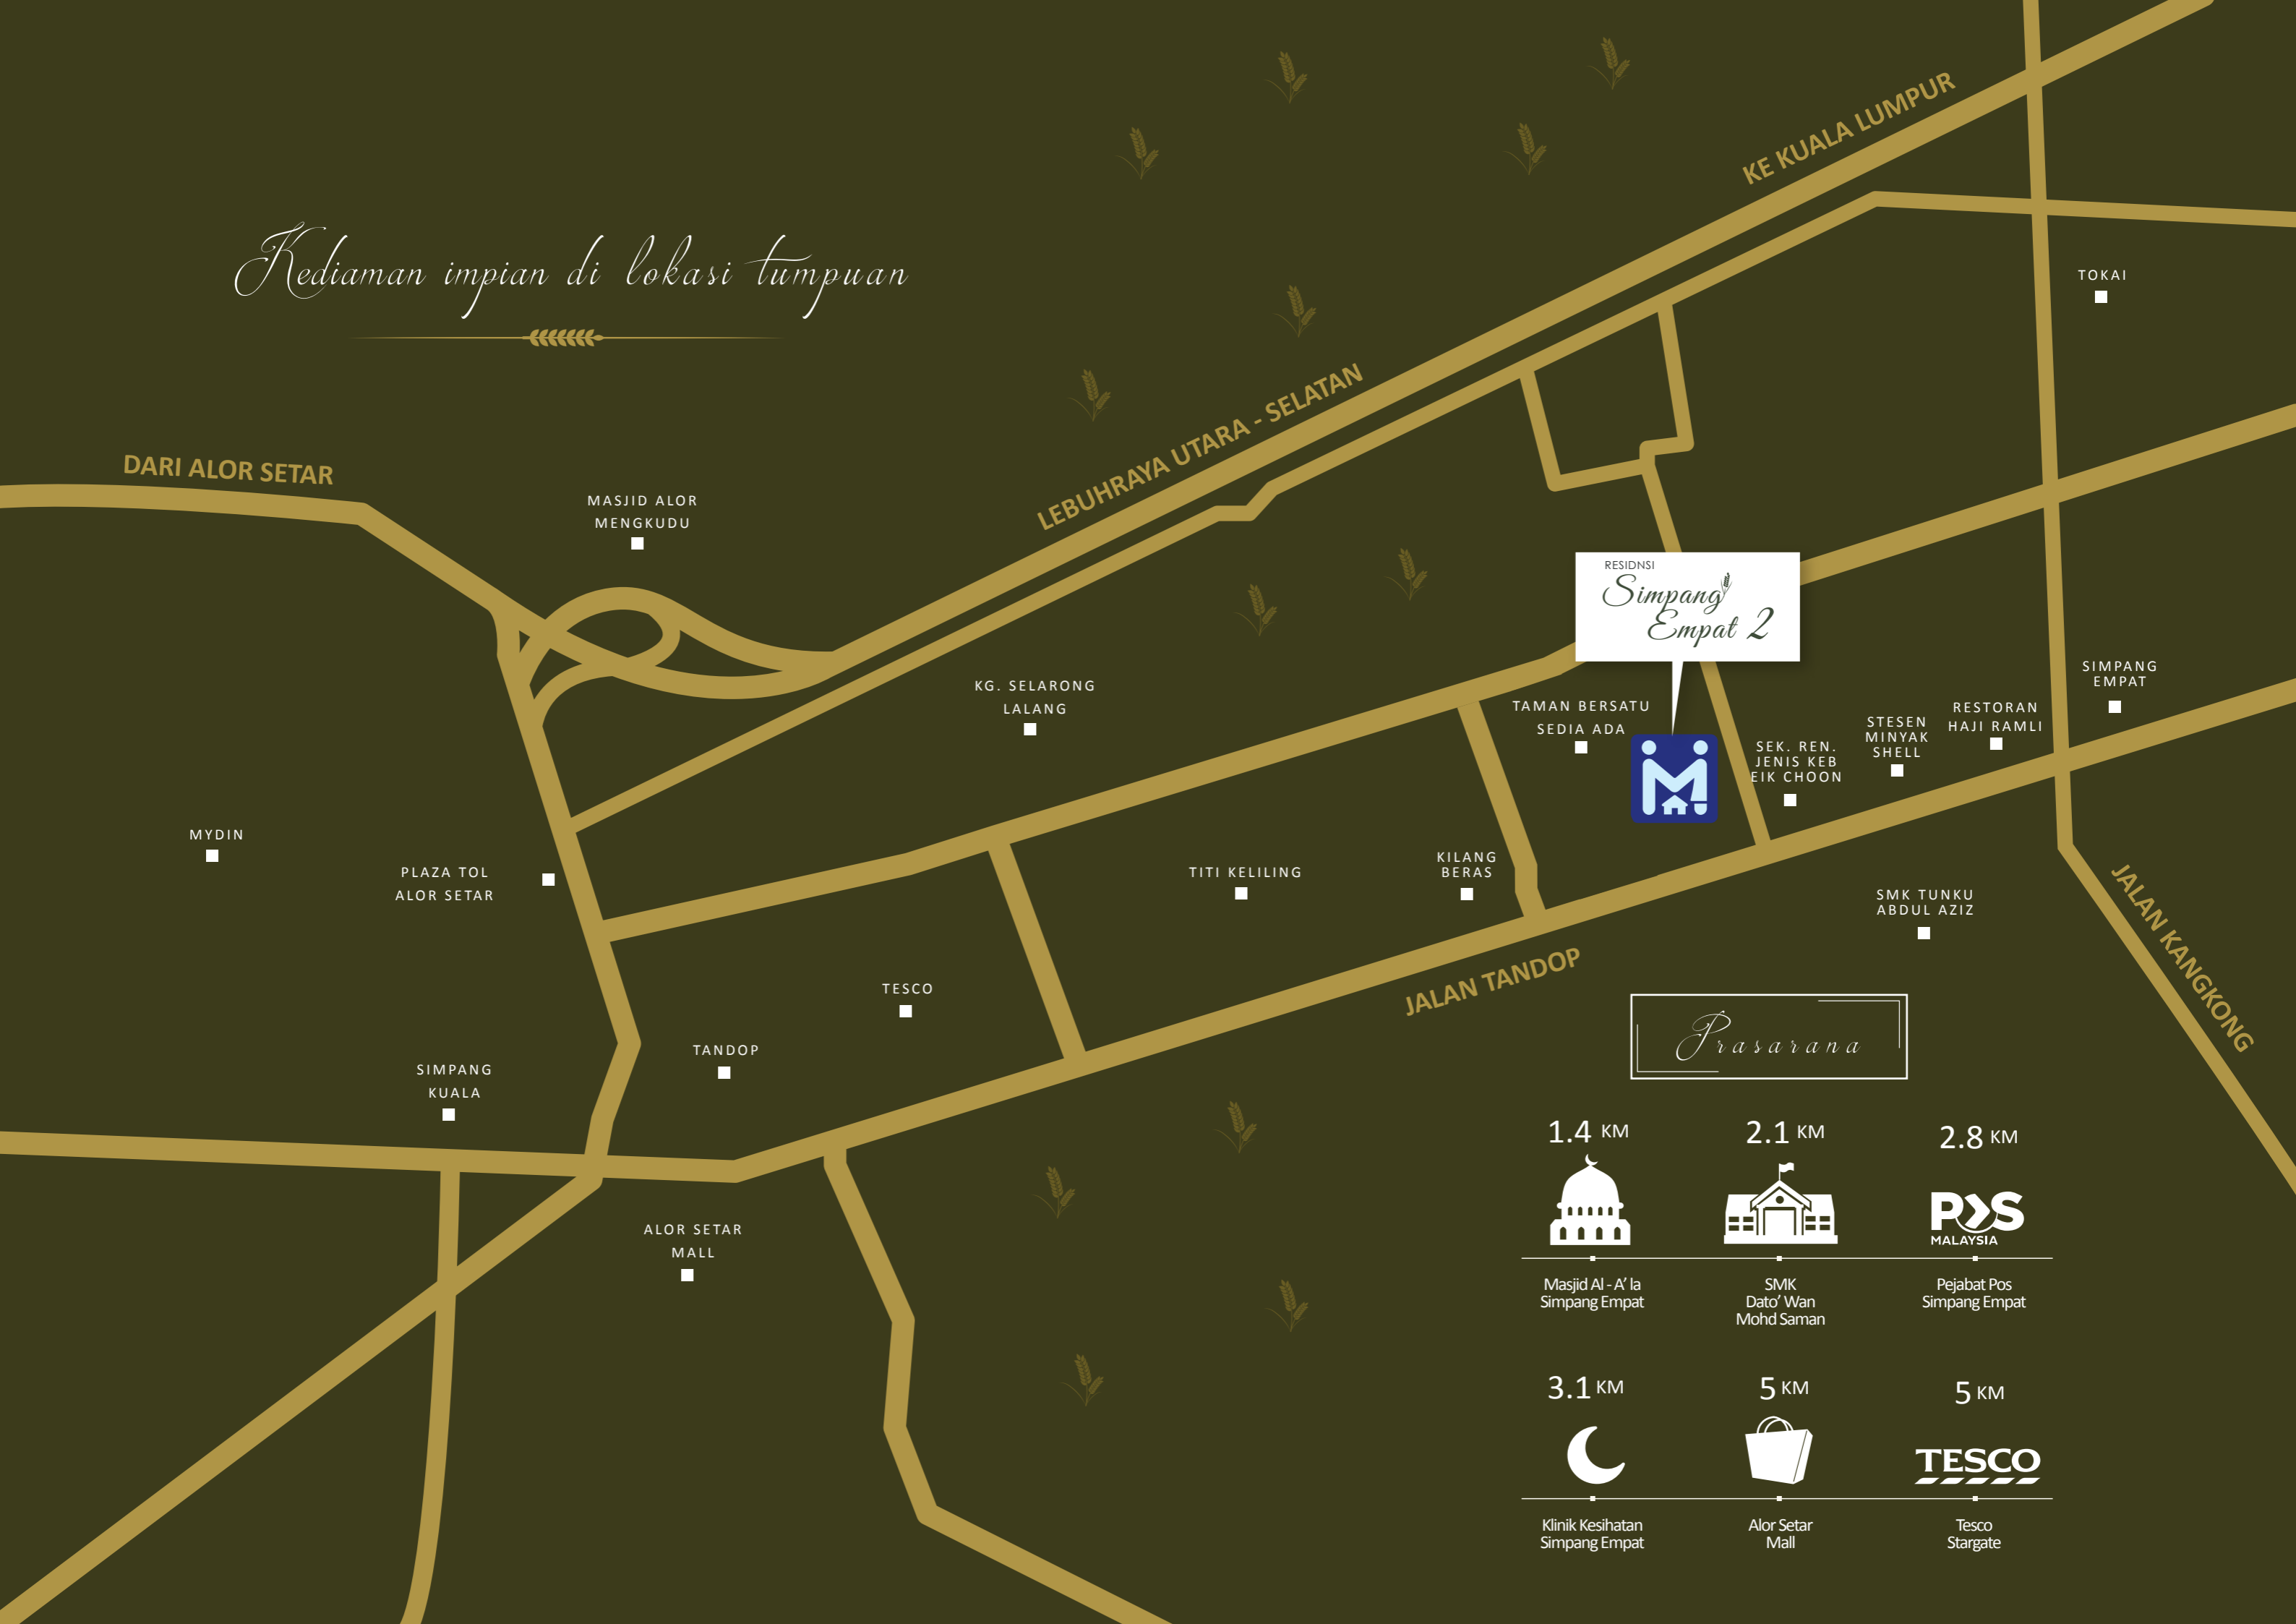 Kediaman impian di lokasi tumpuan
KE KUALA LUMPUR
LEBUHRAYA UTARA - SELATAN
DARI ALOR SETAR
TOKAI
MASJID ALOR
MENGKUDU
RESIDNSI
Simpang
Empat 2
KG. SELARONG
LALANG
TAMAN BERSATU
SEDIA ADA
SIMPANG
EMPAT
RESTORAN
HAJI RAMLI
STESEN
MINYAK
SHELL
SEK. REN.
JENIS KEB
EIK CHOON
MYDIN
PLAZA TOL
ALOR SETAR
TITI KELILING
KILANG
BERAS
SMK TUNKU
ABDUL AZIZ
JALAN KANGKONG
JALAN TANDOP
TESCO
TANDOP
SIMPANG
KUALA
ALOR SETAR
MALL
Prasarana
1.4 KM
2.1 KM
2.8 KM
POS
MALAYSIA
Masjid Al - A' la
Simpang Empat
SMK
Dato' Wan
Mohd Saman
Pejabat Pos
Simpang Empat
3.1 KM
5 KM
5 KM
TESCO
Klinik Kesihatan
Simpang Empat
Alor Setar
Mall
Tesco
Stargate